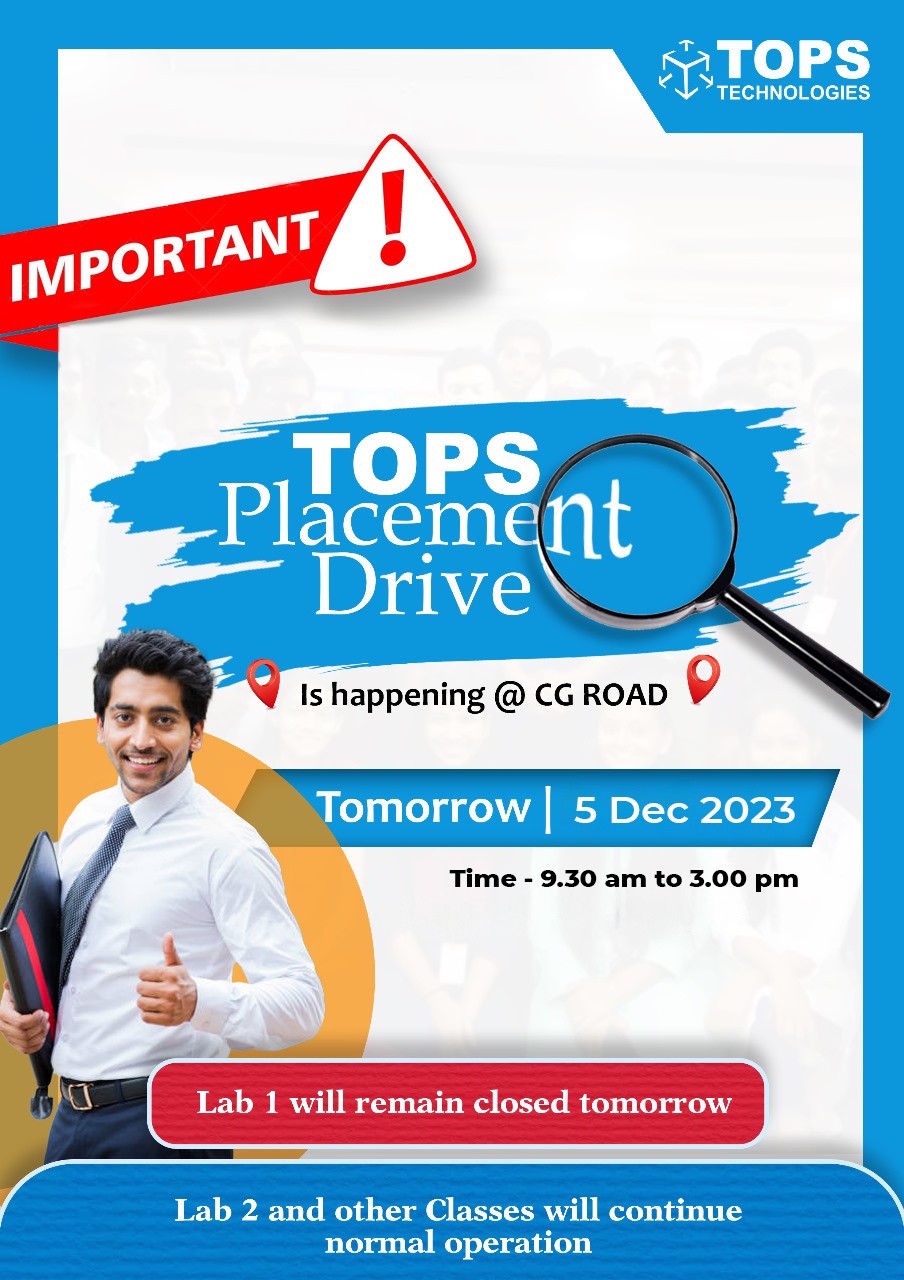 TOPS
TECHNOLOGIES
IMPORTANT !
TOPS
Placement
Drive
Is happening @ CG ROAD
Tomorrow | 5 Dec 2023
Time - 9.30 am to 3.00 pm
Lab 1 will remain closed tomorrow
Lab 2 and other Classes will continue
normal operation